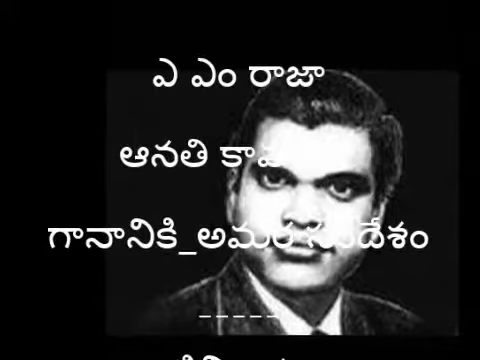 ఎ ఎం రాజా
ఆనతి
గానానికి_అమర సందేశం
------